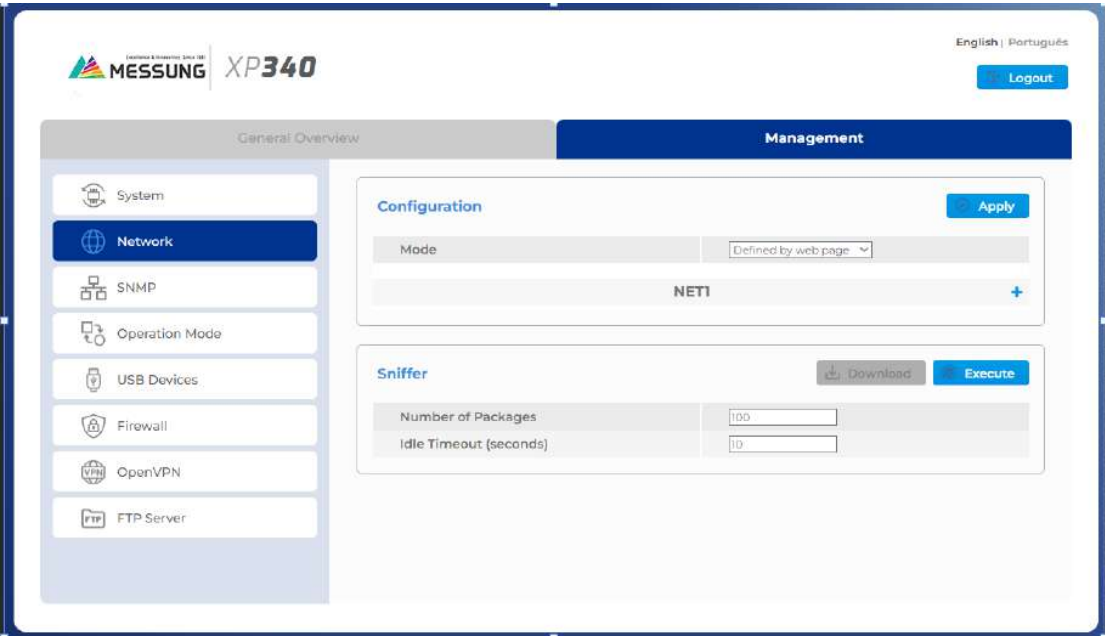 English | Português
MESSUNG XP340
Logout
General Overview
Management
System
Network
SNMP
Operation Mode
USB Devices
Firewall
VPN
OpenVPN
FTP
FTP Server
Configuration
Apply
Mode
Defined by web page
NET1
+
Sniffer
Download
Execute
Number of Packages
100
Idle Timeout (seconds)
10